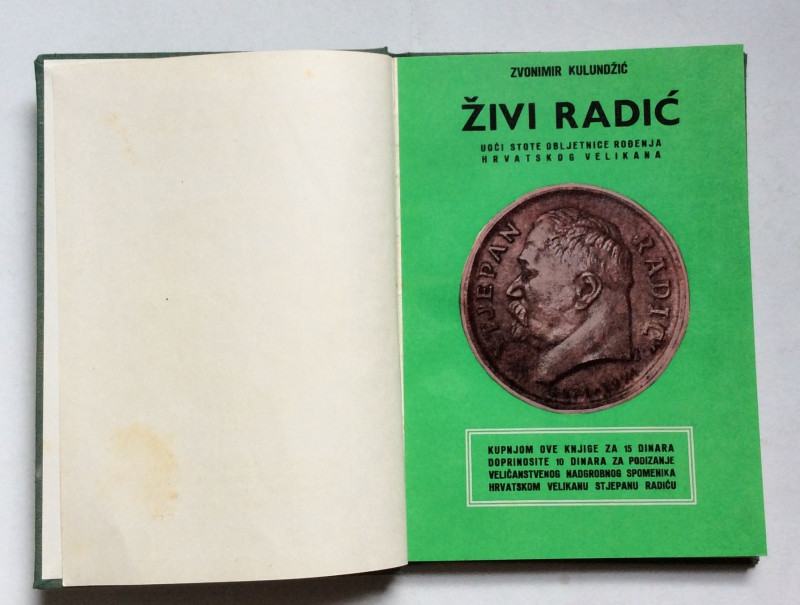 ZVONIMIR KULUNDŽIĆ
ŽIVI RADIĆ
UOČI STOTE OBLJETNICE ROĐENJA
HRVATSKOG VELIKANA
STJEPAN RADIĆ
KUPNJOM OVE KNJIGE ZA 15 DINARA
DOPRINOSITE 10 DINARA ZA PODIZANJE
VELIČANSTVENOG NADGROBNOG SPOMENIKA
HRVATSKOM VELIKANU STJEPANU RADIĆU